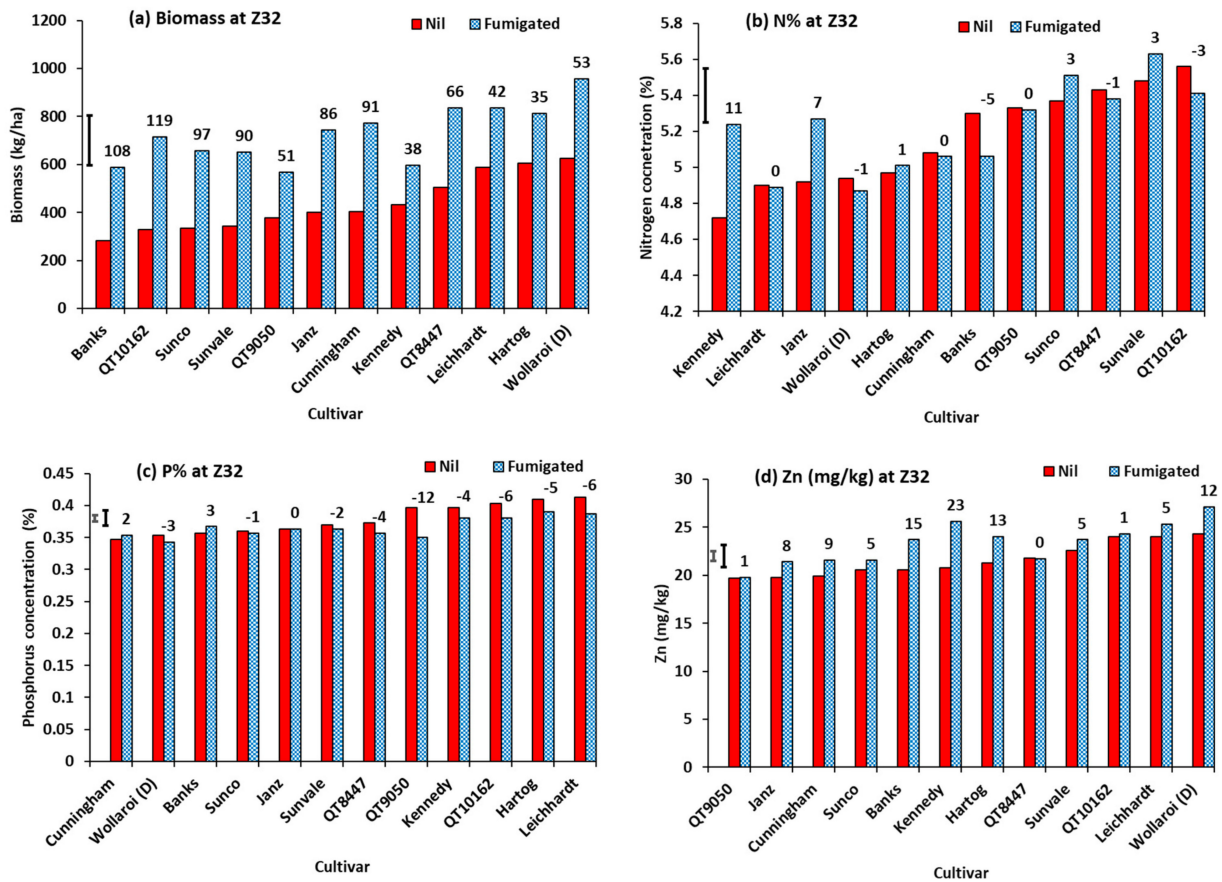 (a) Biomass at Z32
Nil
Fumigated
Biomass (kg/ha)
1200
1000
800
600
400
200
0
108
119
97
90
51
86
91
38
66
42
35
53
Banks
QT10162
Sunco
Sunvale
QT9050
Janz
Cunningham
Kennedy
QT8447
Leichhardt
Hartog
Wollaroi (D)
Cultivar
(b) N% at Z32
Nil
Fumigated
Nitrogen cocnetration (%)
5.8
5.6
5.4
5.2
5
4.8
4.6
4.4
4.2
11
0
7
-1
1
0
-5
0
3
-1
3
-3
Kennedy
Leichhardt
Janz
Wollaroi (D)
Hartog
Cunningham
Banks
QT9050
Sunco
QT8447
Sunvale
QT10162
Cultivar
(c) P% at Z32
Nil
Fumigated
Phosphorus concentration (%)
0.45
0.4
0.35
0.3
0.25
0.2
0.15
0.1
0.05
0
2
-3
3
-1
0
-2
-4
-12
-4
-6
-5
-6
Cunningham
Wollaroi (D)
Banks
Sunco
Janz
Sunvale
QT8447
QT9050
Kennedy
QT10162
Hartog
Leichhardt
Cultivar
(d) Zn (mg/kg) at Z32
Nil
Fumigated
Zn (mg/kg)
30
25
20
15
10
5
0
1
8
9
5
15
23
13
0
5
1
5
12
QT9050
Janz
Cunningham
Sunco
Banks
Kennedy
Hartog
QT8447
Sunvale
QT10162
Leichhardt
Wollaroi (D)
Cultivar